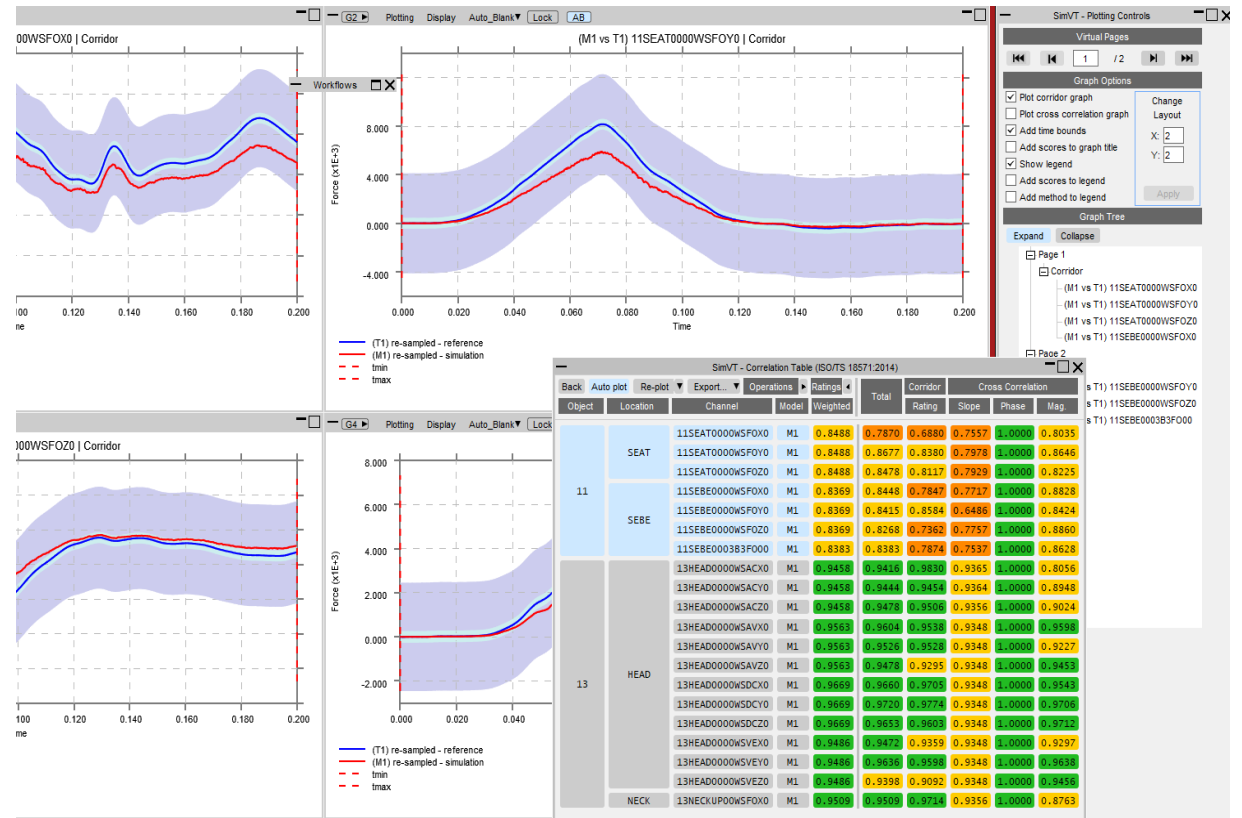 00WSFOX0 | Corridor
0.120 0.140 0.160 0.180 0.200
G2 Plotting Display Auto_Blank Lock AB
(M1 vs T1) 11SEAT0000WSFOY0 | Corridor
Workflows
Force (x1E+3)
8.000
4.000
0.000
-4.000
0.000 0.020 0.040 0.060 0.080 0.100 0.120 0.140 0.160 0.180 0.200
Time
(T1) re-sampled - reference
(M1) re-sampled - simulation
tmin
tmax
SimVT - Plotting Controls
Virtual Pages
1 / 2
Graph Options
Plot corridor graph
Plot cross correlation graph
Add time bounds
Add scores to graph title
Show legend
Add scores to legend
Add method to legend
Change
Layout
X: 2
Y: 2
Apply
Graph Tree
Expand Collapse
Page 1
Corridor
(M1 vs T1) 11SEAT0000WSFOX0
(M1 vs T1) 11SEAT0000WSFOY0
(M1 vs T1) 11SEAT0000WSFOZ0
(M1 vs T1) 11SEBE0000WSFOX0
Page 2
s T1) 11SEBE0000WSFOY0
s T1) 11SEBE0000WSFOZ0
s T1) 11SEBE0003B3FO00
00WSFOZ0 | Corridor
0.120 0.140 0.160 0.180 0.200
G4 Plotting Display Auto_Blank Lock
Force (x1E+3)
8.000
6.000
4.000
2.000
0.000
-2.000
0.000 0.020 0.040
(T1) re-sampled - reference
(M1) re-sampled - simulation
tmin
tmax
SimVT - Correlation Table (ISO/TS 18571:2014)
Back Auto plot Re-plot Export... Operations Ratings Total Corridor Cross Correlation
Object Location Channel Model Weighted Rating Slope Phase Mag.
11
SEAT
11SEAT0000WSFOX0 M1 0.8488 0.7870 0.6880 0.7557 1.0000 0.8035
11SEAT0000WSFOY0 M1 0.8488 0.8677 0.8380 0.7978 1.0000 0.8646
11SEAT0000WSFOZ0 M1 0.8488 0.8478 0.8117 0.7929 1.0000 0.8225
SEBE
11SEBE0000WSFOX0 M1 0.8369 0.8448 0.7847 0.7717 1.0000 0.8828
11SEBE0000WSFOY0 M1 0.8369 0.8415 0.8584 0.6486 1.0000 0.8424
11SEBE0000WSFOZ0 M1 0.8369 0.8268 0.7362 0.7757 1.0000 0.8860
11SEBE0003B3FO00 M1 0.8383 0.8383 0.7874 0.7537 1.0000 0.8628
13
HEAD
13HEAD0000WSACX0 M1 0.9458 0.9416 0.9830 0.9365 1.0000 0.8056
13HEAD0000WSACY0 M1 0.9458 0.9444 0.9454 0.9364 1.0000 0.8948
13HEAD0000WSACZ0 M1 0.9458 0.9478 0.9506 0.9356 1.0000 0.9024
13HEAD0000WSAVX0 M1 0.9563 0.9604 0.9538 0.9348 1.0000 0.9598
13HEAD0000WSAVY0 M1 0.9563 0.9526 0.9528 0.9348 1.0000 0.9227
13HEAD0000WSAVZ0 M1 0.9563 0.9478 0.9295 0.9348 1.0000 0.9453
13HEAD0000WSDCX0 M1 0.9669 0.9660 0.9705 0.9348 1.0000 0.9543
13HEAD0000WSDCY0 M1 0.9669 0.9720 0.9774 0.9348 1.0000 0.9706
13HEAD0000WSDCZ0 M1 0.9669 0.9653 0.9603 0.9348 1.0000 0.9712
13HEAD0000WSVEX0 M1 0.9486 0.9472 0.9359 0.9348 1.0000 0.9297
13HEAD0000WSVEY0 M1 0.9486 0.9636 0.9598 0.9348 1.0000 0.9638
13HEAD0000WSVEZ0 M1 0.9486 0.9398 0.9092 0.9348 1.0000 0.9456
NECK
13NECKUP00WSFOX0 M1 0.9509 0.9509 0.9714 0.9356 1.0000 0.8763